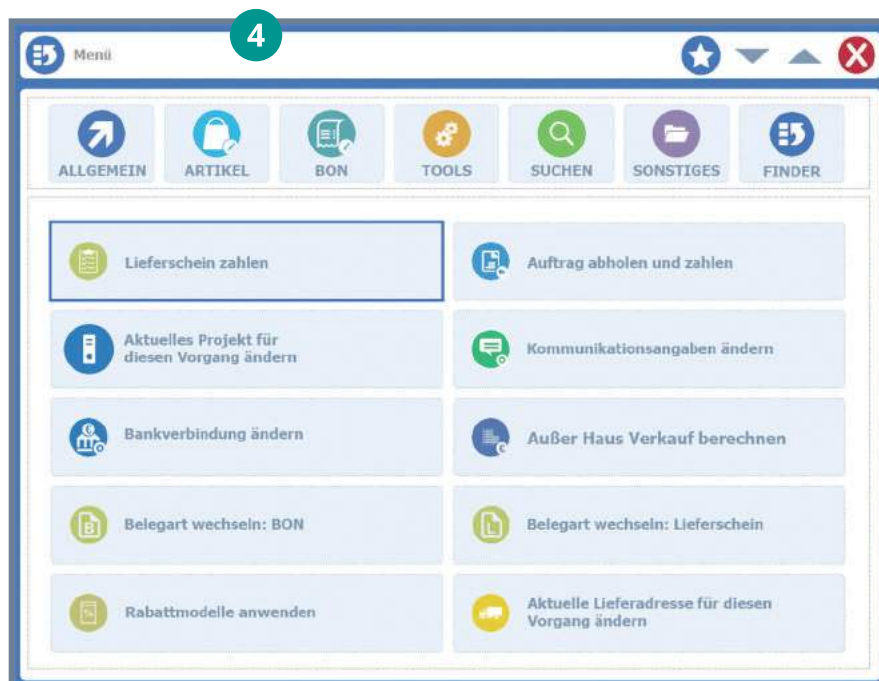 4
Menü
ALLGEMEIN ARTIKEL BON TOOLS SUCHEN SONSTIGES FINDER
Lieferschein zahlen
Auftrag abholen und zahlen
Aktuelles Projekt für
diesen Vorgang ändern
Kommunikationsangaben ändern
Bankverbindung ändern
Außer Haus Verkauf berechnen
Belegart wechseln: BON
Belegart wechseln: Lieferschein
Rabattmodelle anwenden
Aktuelle Lieferadresse für diesen
Vorgang ändern